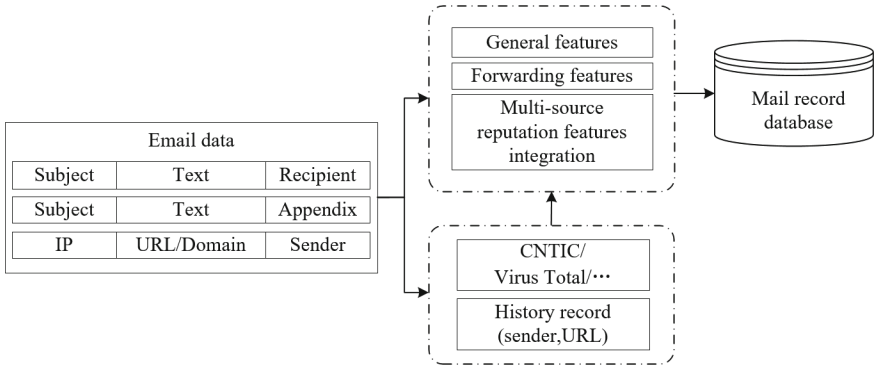 Email data
Subject Text Recipient
Subject Text Appendix
IP URL/Domain Sender
General features
Forwarding features
Multi-source
reputation features
integration
CNTIC/
Virus Total/⋯
History record
(sender,URL)
Mail record
database